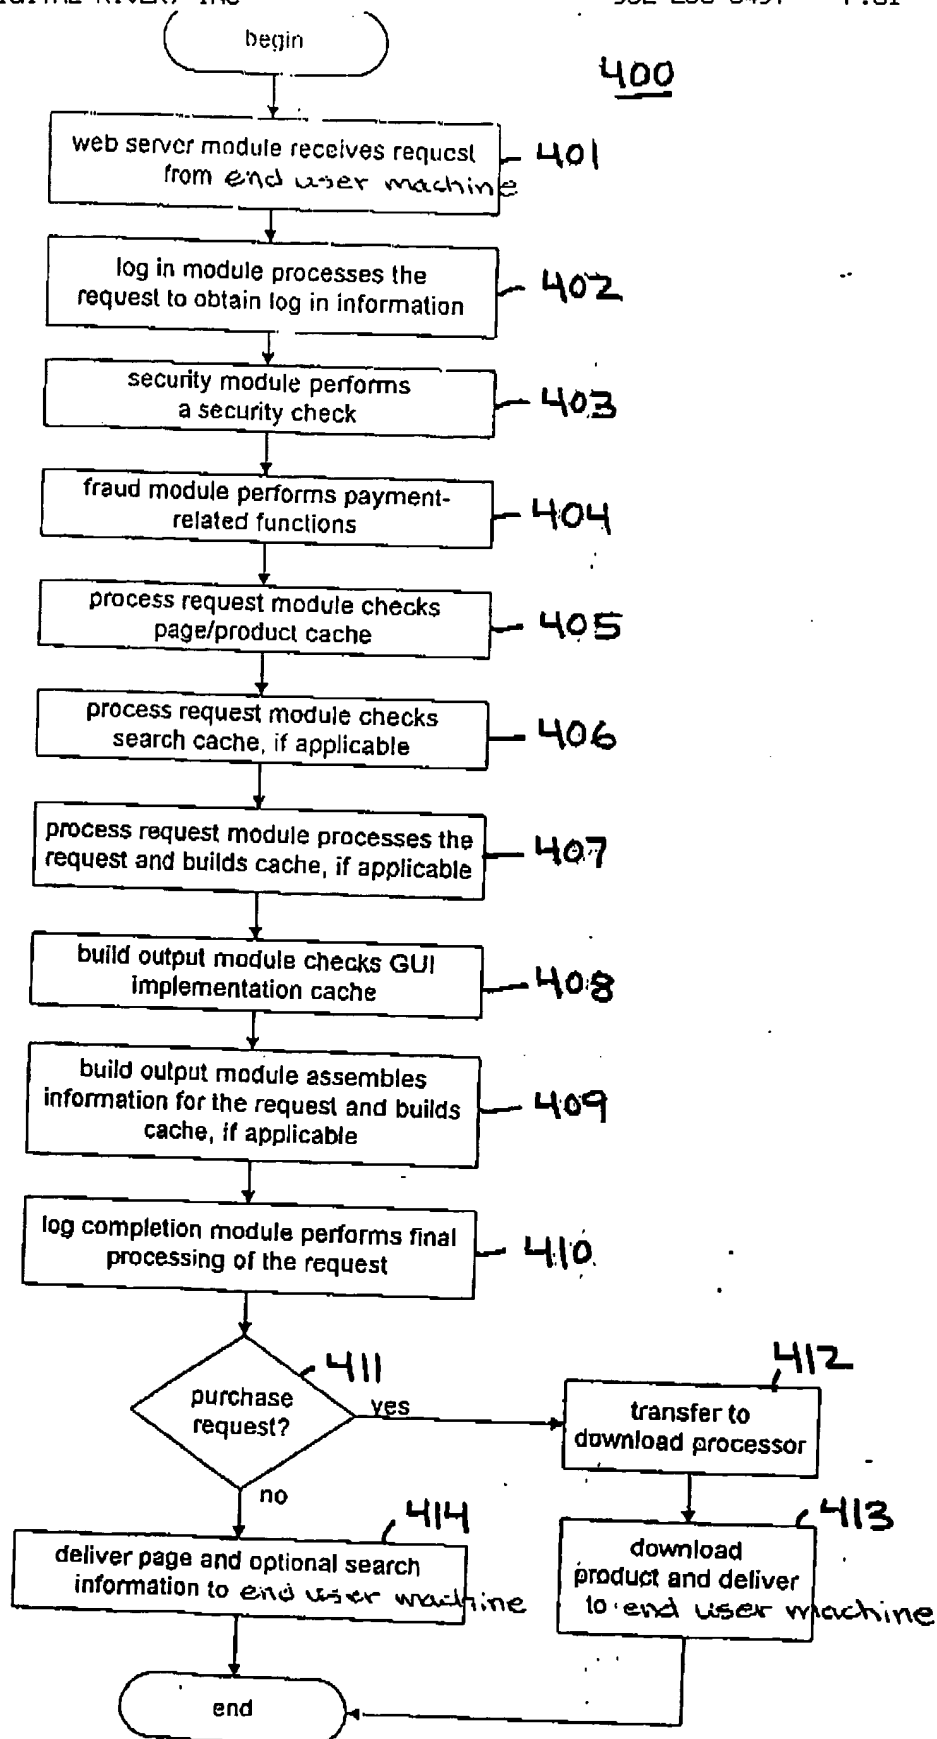 begin
400
web server module receives request
from end user machine
401
log in module processes the
request to obtain log in information
402
security module performs
a security check
403
fraud module performs payment-
related functions
404
process request module checks
page/product cache
405
process request module checks
search cache, if applicable
406
process request module processes the
request and builds cache, if applicable
407
build output module checks GUI
implementation cache
408
build output module assembles
information for the request and builds
cache, if applicable
409
log completion module performs final
processing of the request
410
purchase
request?
411
yes
no
412
transfer to
download processor
413
download
product and deliver
to end user machine
414
deliver page and optional search
information to end user machine
end